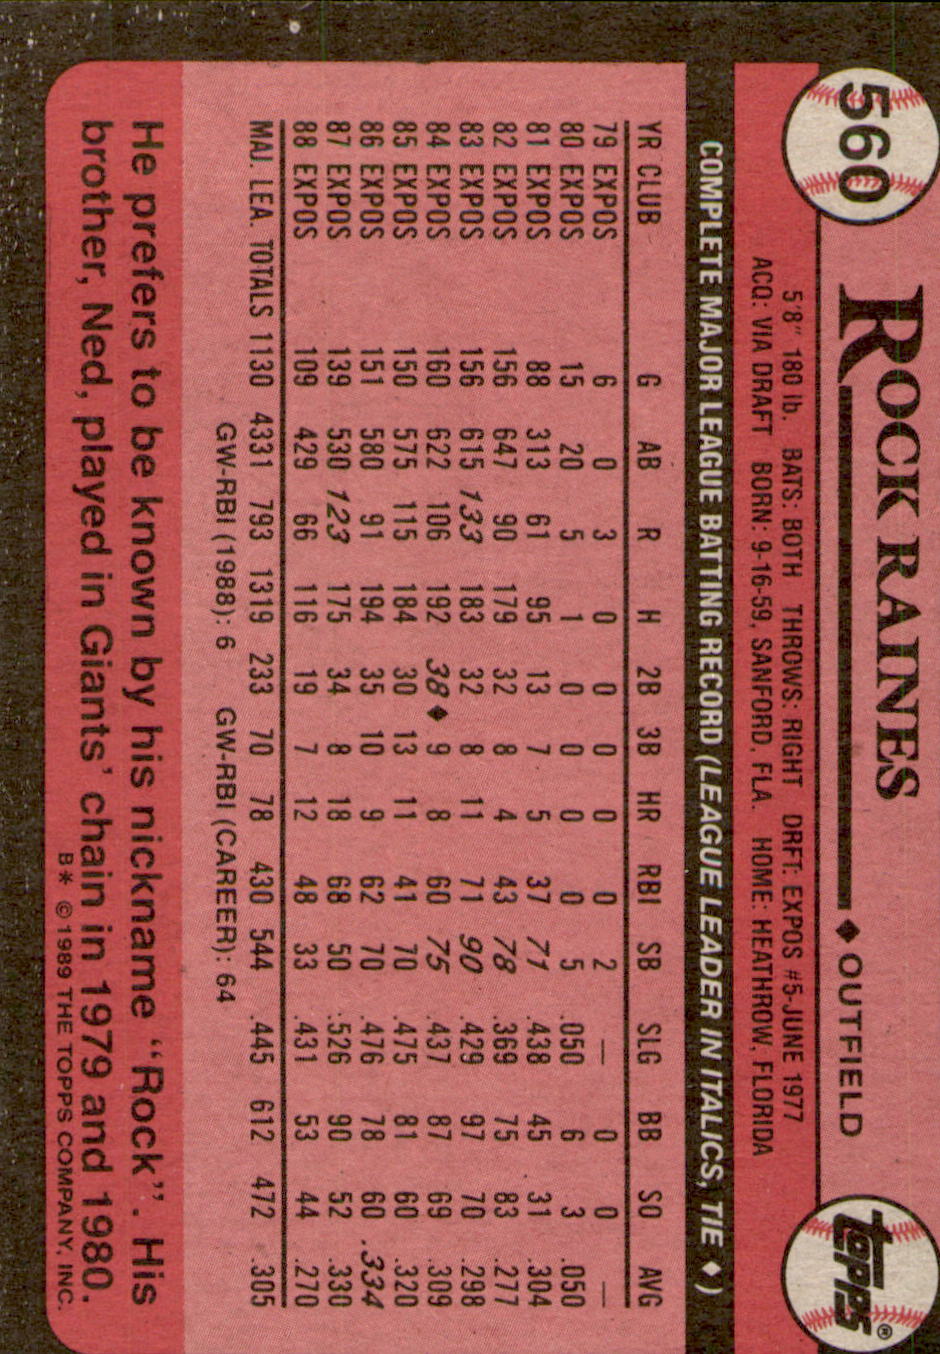 560
ROCK RAINES ♦OUTFIELD
topps®
5'8" 180 lb. BATS: BOTH THROWS: RIGHT DRFT: EXPOS #5-JUNE 1977
ACQ: VIA DRAFT BORN: 9-16-59, SANFORD, FLA. HOME: HEATHROW, FLORIDA
COMPLETE MAJOR LEAGUE BATTING RECORD (LEAGUE LEADER IN ITALICS, TIE ♦)
YR CLUB G AB R H 2B 3B HR RBI SB SLG BB SO AVG
79 EXPOS 6 0 3 0 0 0 0 0 2 — 0 0 —
80 EXPOS 15 20 5 1 0 0 0 0 5 .050 6 3 .050
81 EXPOS 88 313 61 95 13 7 5 37 71 .438 45 31 .304
82 EXPOS 156 647 90 179 32 8 4 43 78 .369 75 83 .277
83 EXPOS 156 615 133 183 32 8 11 71 90 .429 97 70 .298
84 EXPOS 160 622 106 192 38♦ 9 8 60 75 .437 87 69 .309
85 EXPOS 150 575 115 184 30 13 11 41 70 .475 81 60 .320
86 EXPOS 151 580 91 194 35 10 9 62 70 .476 78 60 .334
87 EXPOS 139 530 123 175 34 8 18 68 50 .526 90 52 .330
88 EXPOS 109 429 66 116 19 7 12 48 33 .431 53 44 .270
MAJ. LEA. TOTALS 1130 4331 793 1319 233 70 78 430 544 .445 612 472 .305
GW-RBI (1988): 6 GW-RBI (CAREER): 64
He prefers to be known by his nickname "Rock". His
brother, Ned, played in Giants' chain in 1979 and 1980.
B* ©1989 THE TOPPS COMPANY, INC.